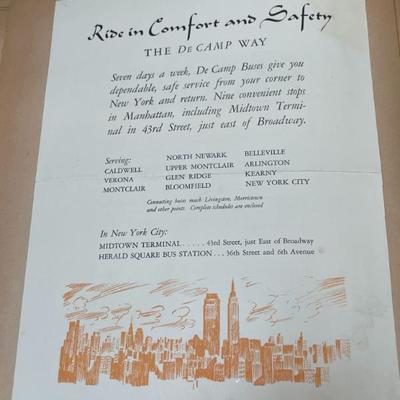 Ride in Comfort and Safety
THE DE CAMP WAY
Seven days a week, De Camp Buses give you
dependable, safe service from your corner to
New York and return. Nine convenient stops
in Manhattan, including Midtown Termi-
nal in 43rd Street, just east of Broadway.
Serving:
CALDWELL
VERONA
MONTCLAIR
NORTH NEWARK
UPPER MONTCLAIR
GLEN RIDGE
BLOOMFIELD
BELLEVILLE
ARLINGTON
KEARNY
NEW YORK CITY
Connecting buses reach Livingston, Morristown
and other points. Complete schedules are enclosed
In New York City:
MIDTOWN TERMINAL . . . . . 43rd Street, just East of Broadway
HERALD SQUARE BUS STATION . . . 36th Street and 6th Avenue